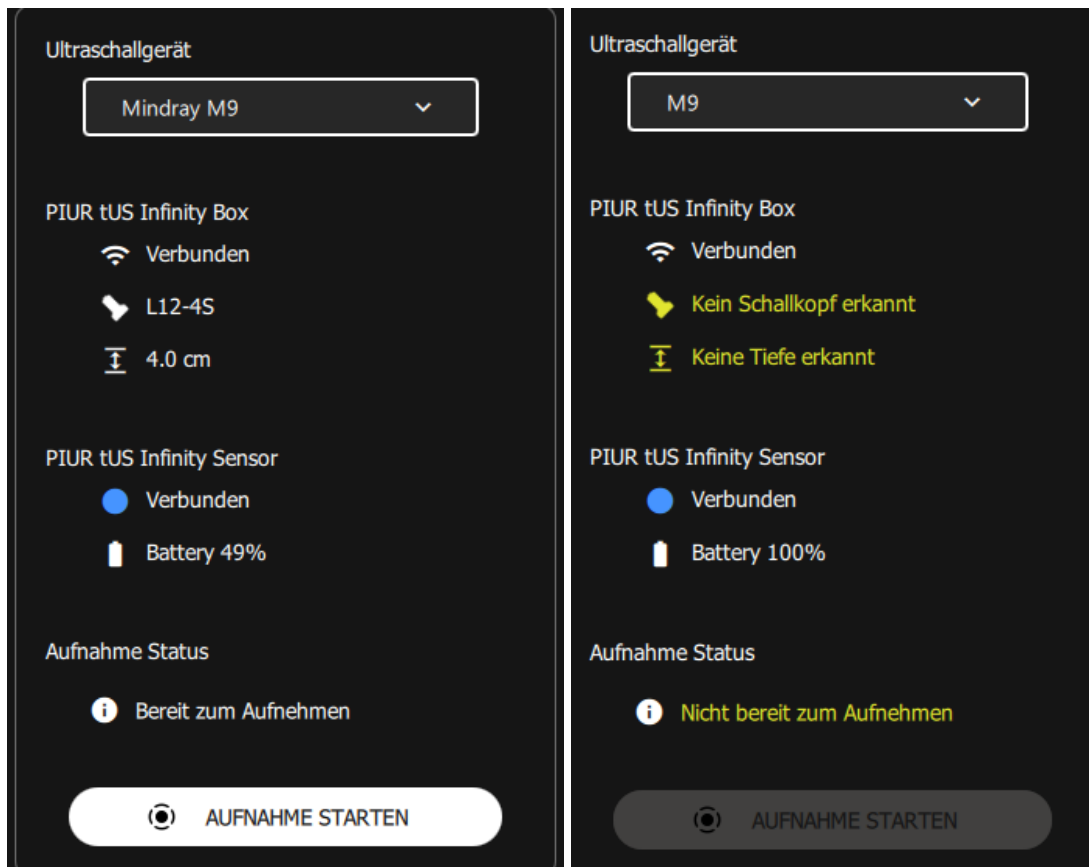 Ultraschallgerät
Mindray M9
PIUR tUS Infinity Box
Verbunden
L12-4S
4.0 cm
PIUR tUS Infinity Sensor
Verbunden
Battery 49%
Aufnahme Status
Bereit zum Aufnehmen
AUFNAHME STARTEN
Ultraschallgerät
M9
PIUR tUS Infinity Box
Verbunden
Kein Schallkopf erkannt
Keine Tiefe erkannt
PIUR tUS Infinity Sensor
Verbunden
Battery 100%
Aufnahme Status
Nicht bereit zum Aufnehmen
AUFNAHME STARTEN